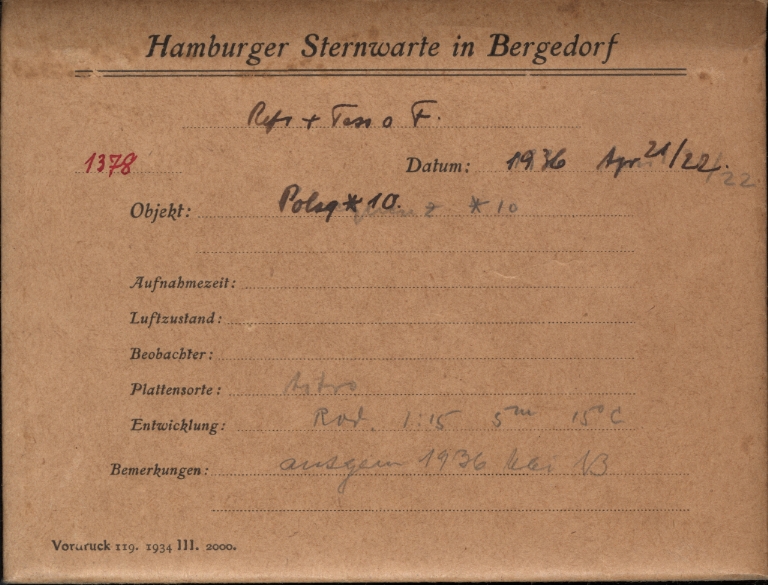 Hamburger Sternwarte in Bergedorf
Refr + Tess o F.
1378 Datum: 1936 Apr 21/22. /22
Objekt: Polsq * 10. * 10
Aufnahmezeit:
Luftzustand:
Beobachter:
Plattensorte: Astro
Entwicklung: Rod. 1:15 5m 15°C
Bemerkungen: ausgem 1936 Mai
Vordruck 119. 1934 III. 2000.